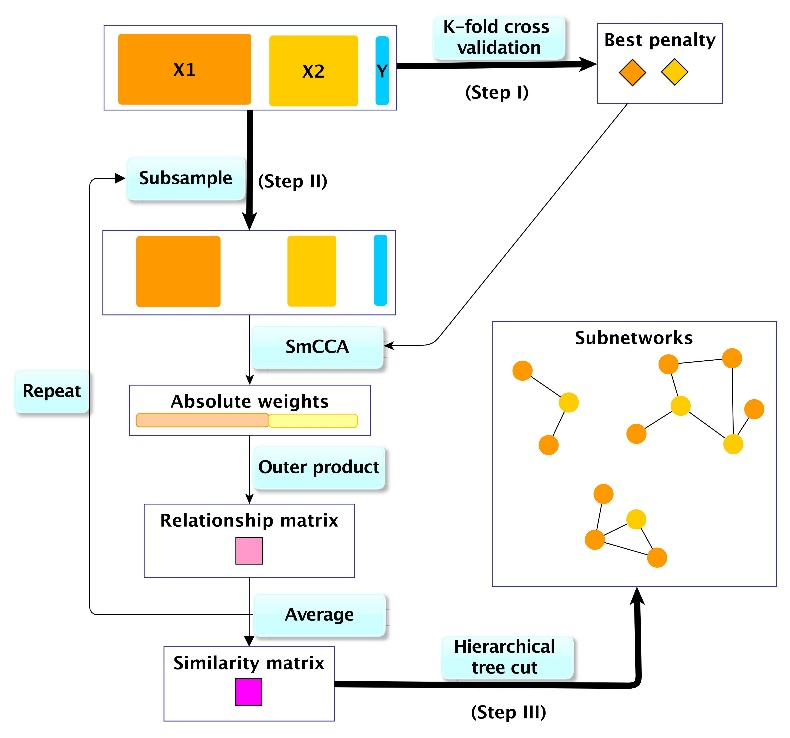 X1
X2
Y
K-fold cross
validation
(Step I)
Best penalty
Subsample
(Step II)
SmCCA
Repeat
Absolute weights
Outer product
Relationship matrix
Average
Similarity matrix
Hierarchical
tree cut
(Step III)
Subnetworks